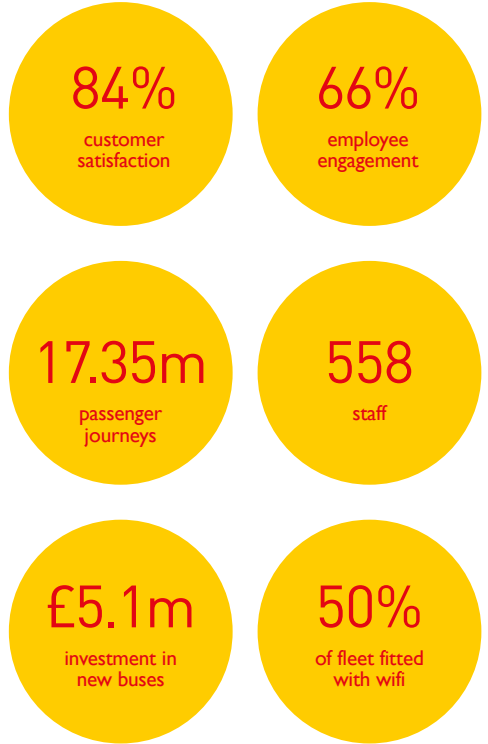 84%
customer
satisfaction
66%
employee
engagement
17.35m
passenger
journeys
558
staff
£5.1m
investment in
new buses
50%
of fleet fitted
with wifi